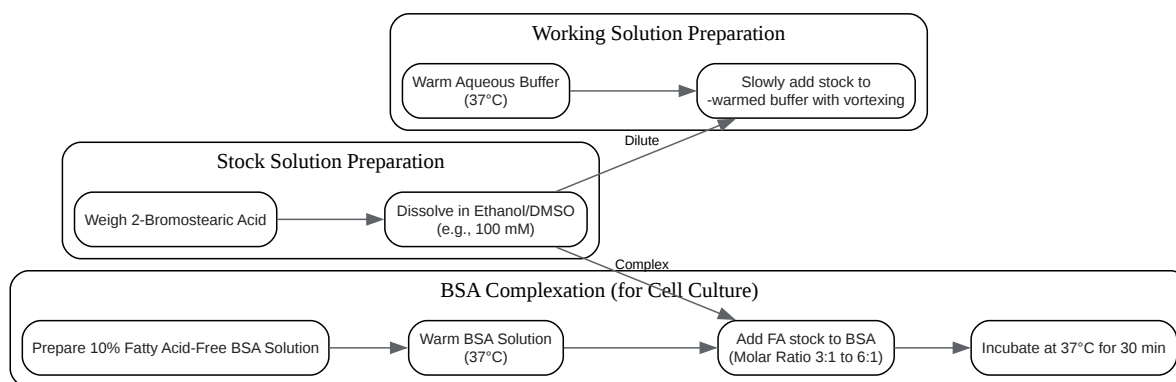 Working Solution Preparation
Warm Aqueous Buffer
(37°C)
Slowly add stock to
-warmed buffer with vortexing
Dilute
Stock Solution Preparation
Weigh 2-Bromostearic Acid
Dissolve in Ethanol/DMSO
(e.g., 100 mM)
Complex
BSA Complexation (for Cell Culture)
Prepare 10% Fatty Acid-Free BSA Solution
Warm BSA Solution
(37°C)
Add FA stock to BSA
(Molar Ratio 3:1 to 6:1)
Incubate at 37°C for 30 min